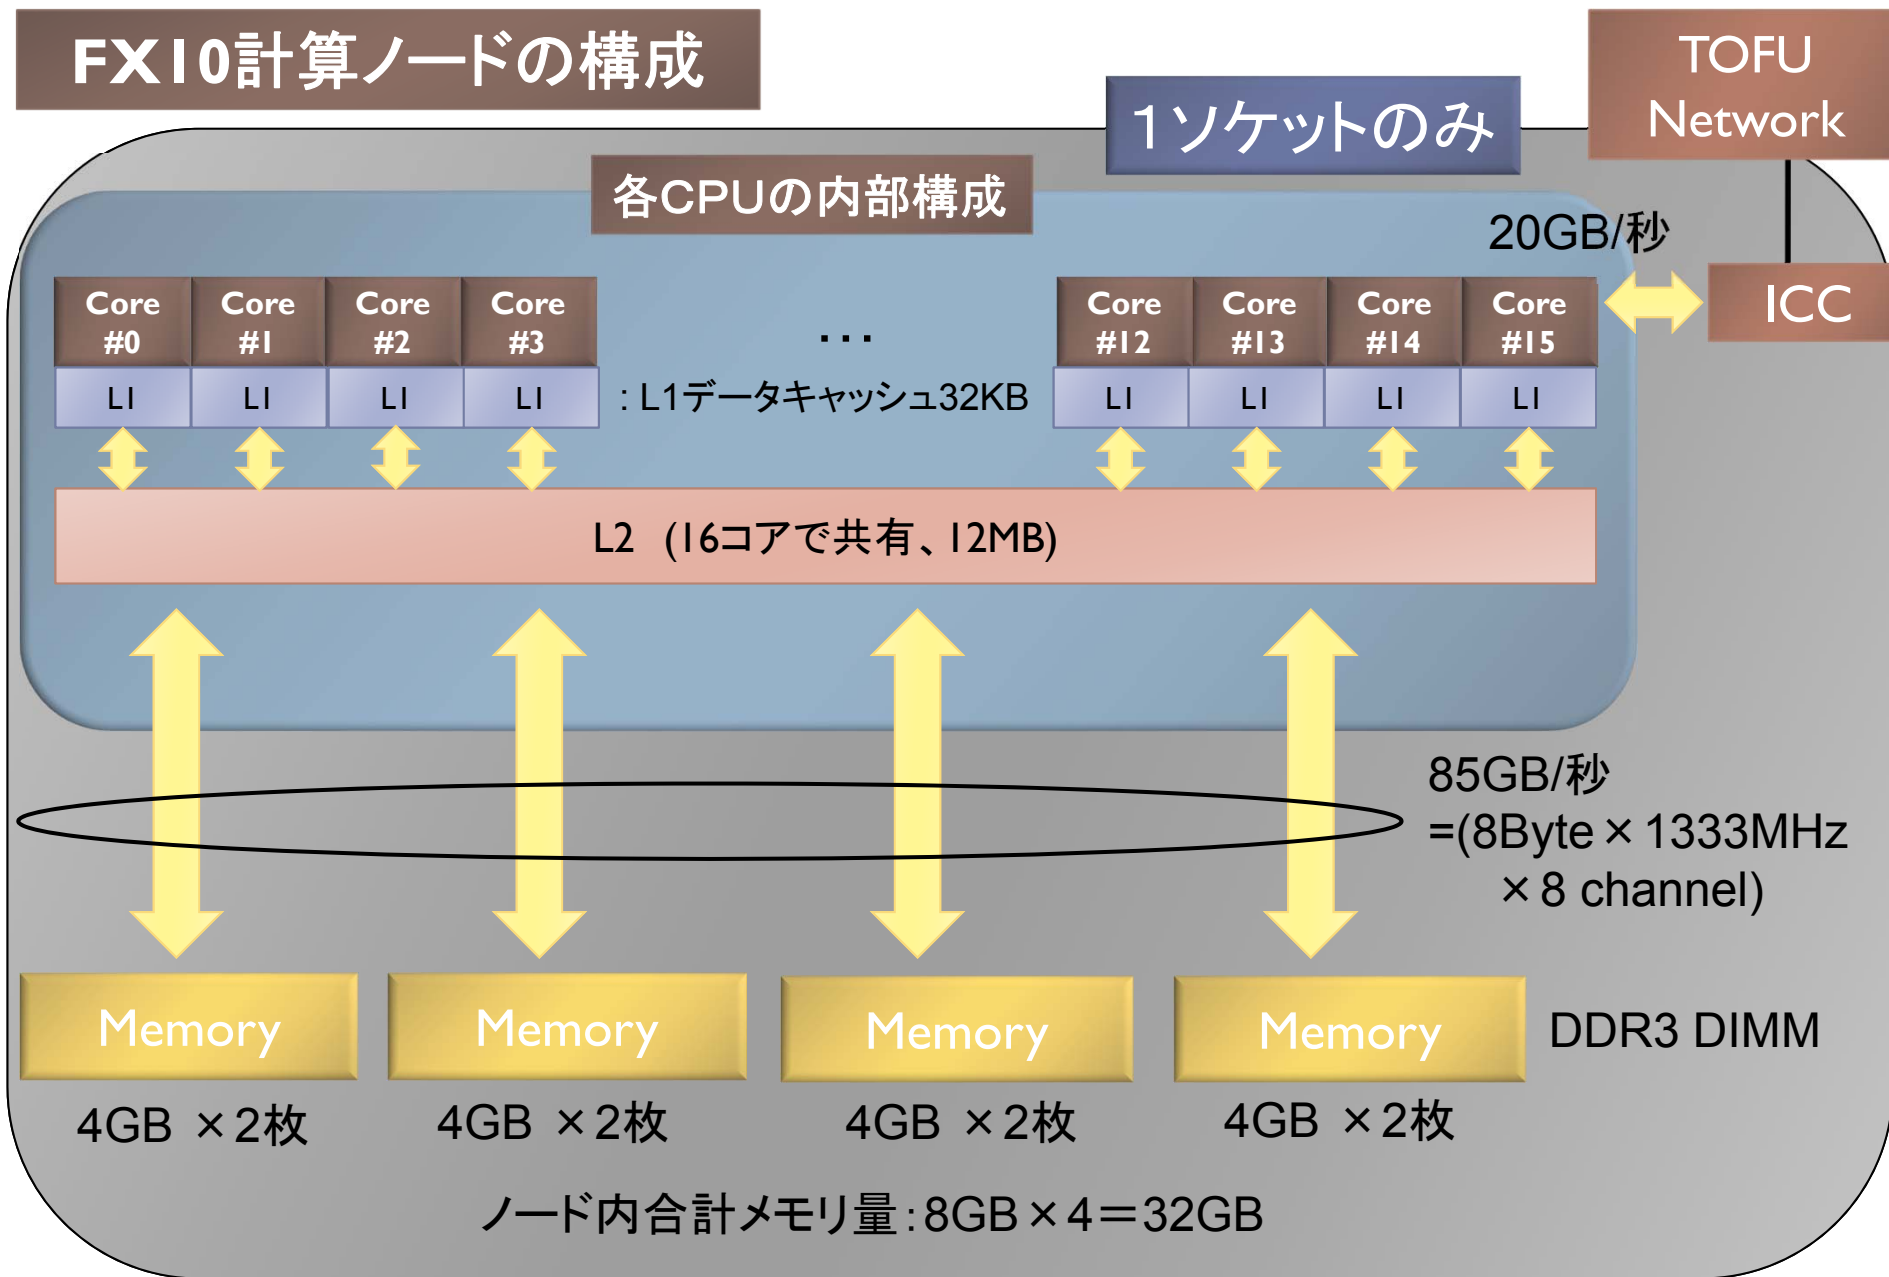 FX10計算ノードの構成
TOFU
Network
1ソケットのみ
各CPUの内部構成
20GB/秒
ICC
Core
#0
Core
#1
Core
#2
Core
#3
...
Core
#12
Core
#13
Core
#14
Core
#15
L1
L1
L1
L1
: L1データキャッシュ32KB
L1
L1
L1
L1
L2 (16コアで共有、12MB)
85GB/秒
=(8Byte×1333MHz
×8 channel)
Memory
Memory
Memory
Memory
DDR3 DIMM
4GB ×2枚
4GB ×2枚
4GB ×2枚
4GB ×2枚
ノード内合計メモリ量:8GB×4=32GB